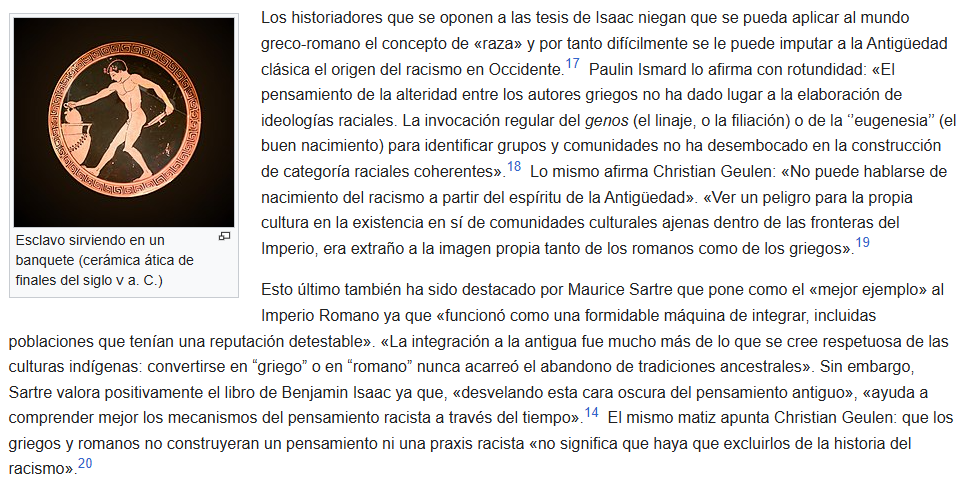 Los historiadores que se oponen a las tesis de Isaac niegan que se pueda aplicar al mundo
greco-romano el concepto de «raza» y por tanto difícilmente se le puede imputar a la Antigüedad
clásica el origen del racismo en Occidente.17 Paulin Ismard lo afirma con rotundidad: «El
pensamiento de la alteridad entre los autores griegos no ha dado lugar a la elaboración de
ideologías raciales. La invocación regular del genos (el linaje, o la filiación) o de la ‘’eugenesia’’ (el
buen nacimiento) para identificar grupos y comunidades no ha desembocado en la construcción
de categoría raciales coherentes».18 Lo mismo afirma Christian Geulen: «No puede hablarse de
nacimiento del racismo a partir del espíritu de la Antigüedad». «Ver un peligro para la propia
cultura en la existencia en sí de comunidades culturales ajenas dentro de las fronteras del
Imperio, era extraño a la imagen propia tanto de los romanos como de los griegos».19
Esclavo sirviendo en un
banquete (cerámica ática de
finales del siglo v a. C.)
Esto último también ha sido destacado por Maurice Sartre que pone como el «mejor ejemplo» al
Imperio Romano ya que «funcionó como una formidable máquina de integrar, incluidas
poblaciones que tenían una reputación detestable». «La integración a la antigua fue mucho más de lo que se cree respetuosa de las
culturas indígenas: convertirse en “griego” o en “romano” nunca acarreó el abandono de tradiciones ancestrales». Sin embargo,
Sartre valora positivamente el libro de Benjamin Isaac ya que, «desvelando esta cara oscura del pensamiento antiguo», «ayuda a
comprender mejor los mecanismos del pensamiento racista a través del tiempo».14 El mismo matiz apunta Christian Geulen: que los
griegos y romanos no construyeran un pensamiento ni una praxis racista «no significa que haya que excluirlos de la historia del
racismo».20